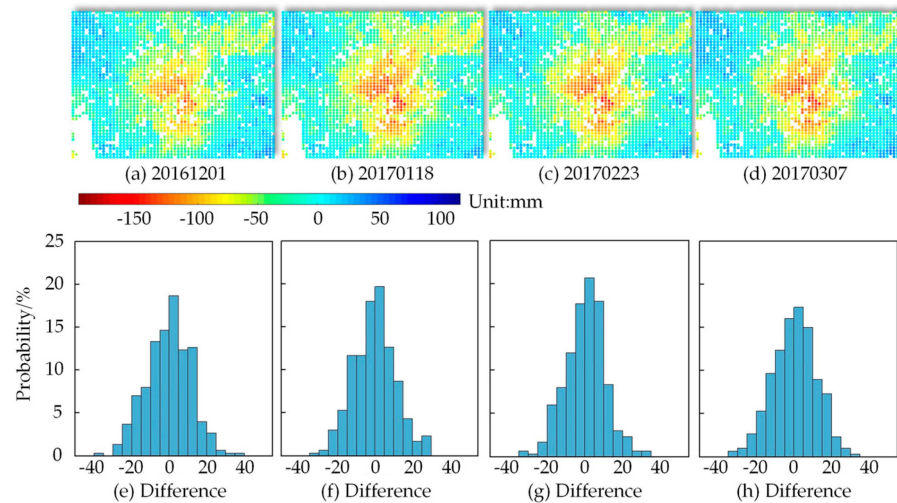 (a) 20161201 (b) 20170118 (c) 20170223 (d) 20170307
-150 -100 -50 0 50 100 Unit:mm
Probability/%
25
20
15
10
5
0
-40 -20 0 20 40 -40 -20 0 20 40 -40 -20 0 20 40 -40 -20 0 20 40
(e) Difference (f) Difference (g) Difference (h) Difference